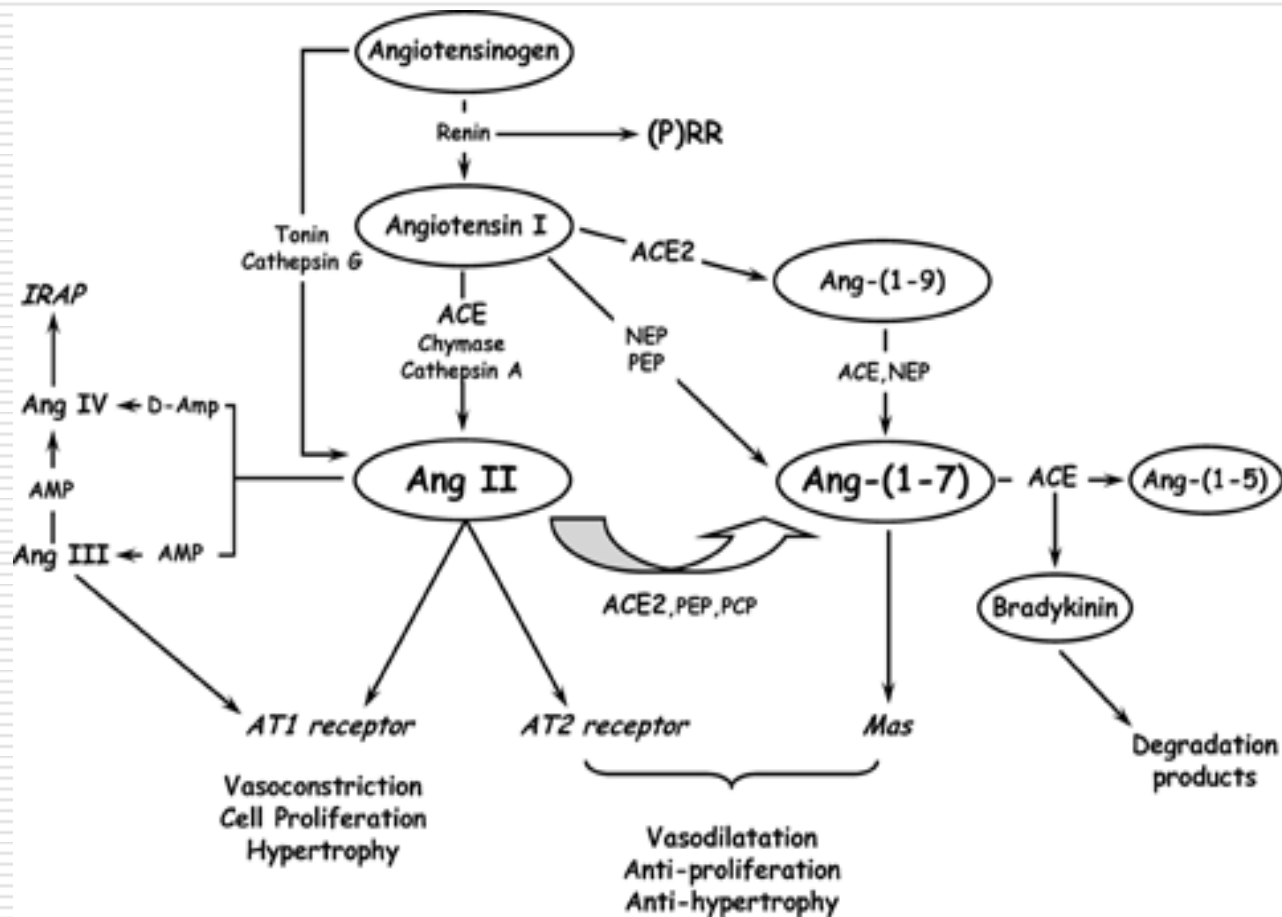 Angiotensinogen
Renin
(P)RR
Angiotensin I
Tonin
Cathepsin G
ACE2
Ang-(1-9)
IRAP
ACE
Chymase
Cathepsin A
NEP
PEP
ACE,NEP
Ang IV
D-Amp
Ang II
Ang-(1-7)
ACE
Ang-(1-5)
AMP
Ang III
AMP
ACE2,PEP,PCP
Bradykinin
AT1 receptor
AT2 receptor
Mas
Degradation
products
Vasoconstriction
Cell Proliferation
Hypertrophy
Vasodilatation
Anti-proliferation
Anti-hypertrophy